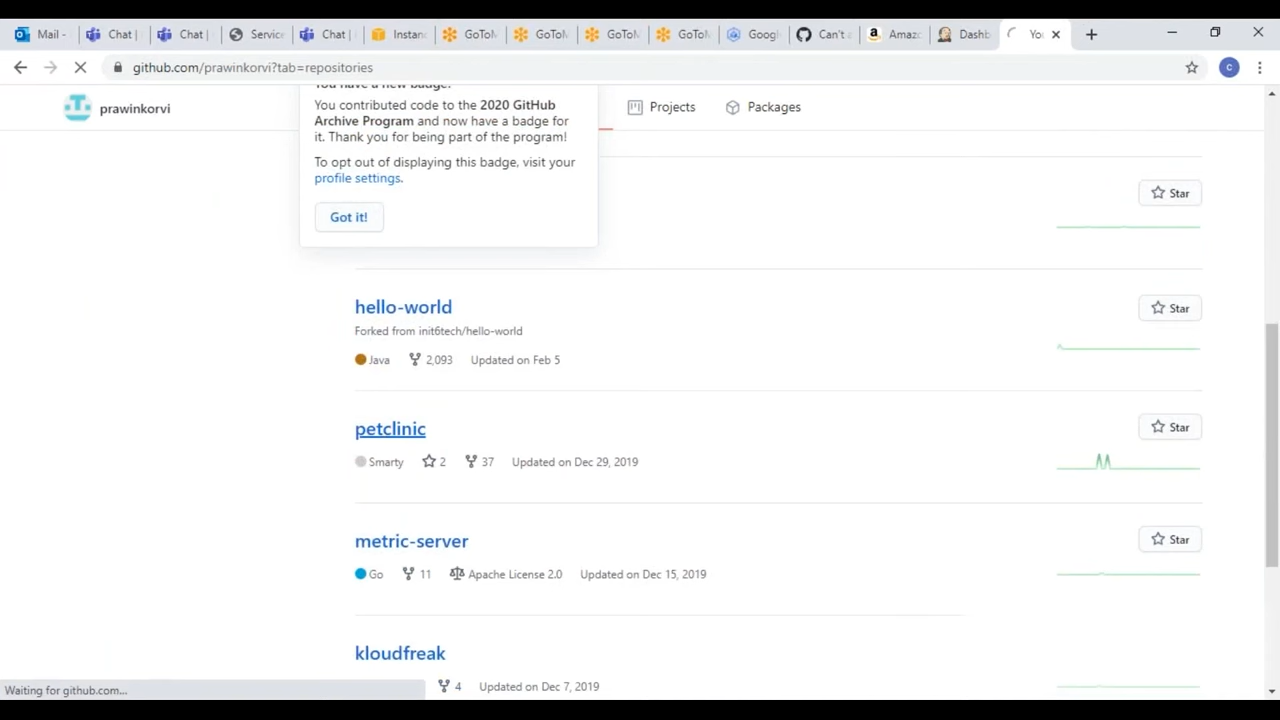 Mail -
Chat |
Chat |
Servic
Chat |
Instan
GoToM
GoToM
GoToM
GoToM
Googl
Can't a
Amaz
Dashb
You
github.com/prawinkorvi?tab=repositories
C
prawinkorvi
Projects
Packages
You have a new badge!
You contributed code to the 2020 GitHub
Archive Program and now have a badge for
it. Thank you for being part of the program!
To opt out of displaying this badge, visit your
profile settings.
Got it!
Star
hello-world
Star
Forked from init6tech/hello-world
Java 2,093 Updated on Feb 5
petclinic
Star
Smarty 2 37 Updated on Dec 29, 2019
metric-server
Star
Go 11 Apache License 2.0 Updated on Dec 15, 2019
kloudfreak
4 Updated on Dec 7, 2019
Waiting for github.com...